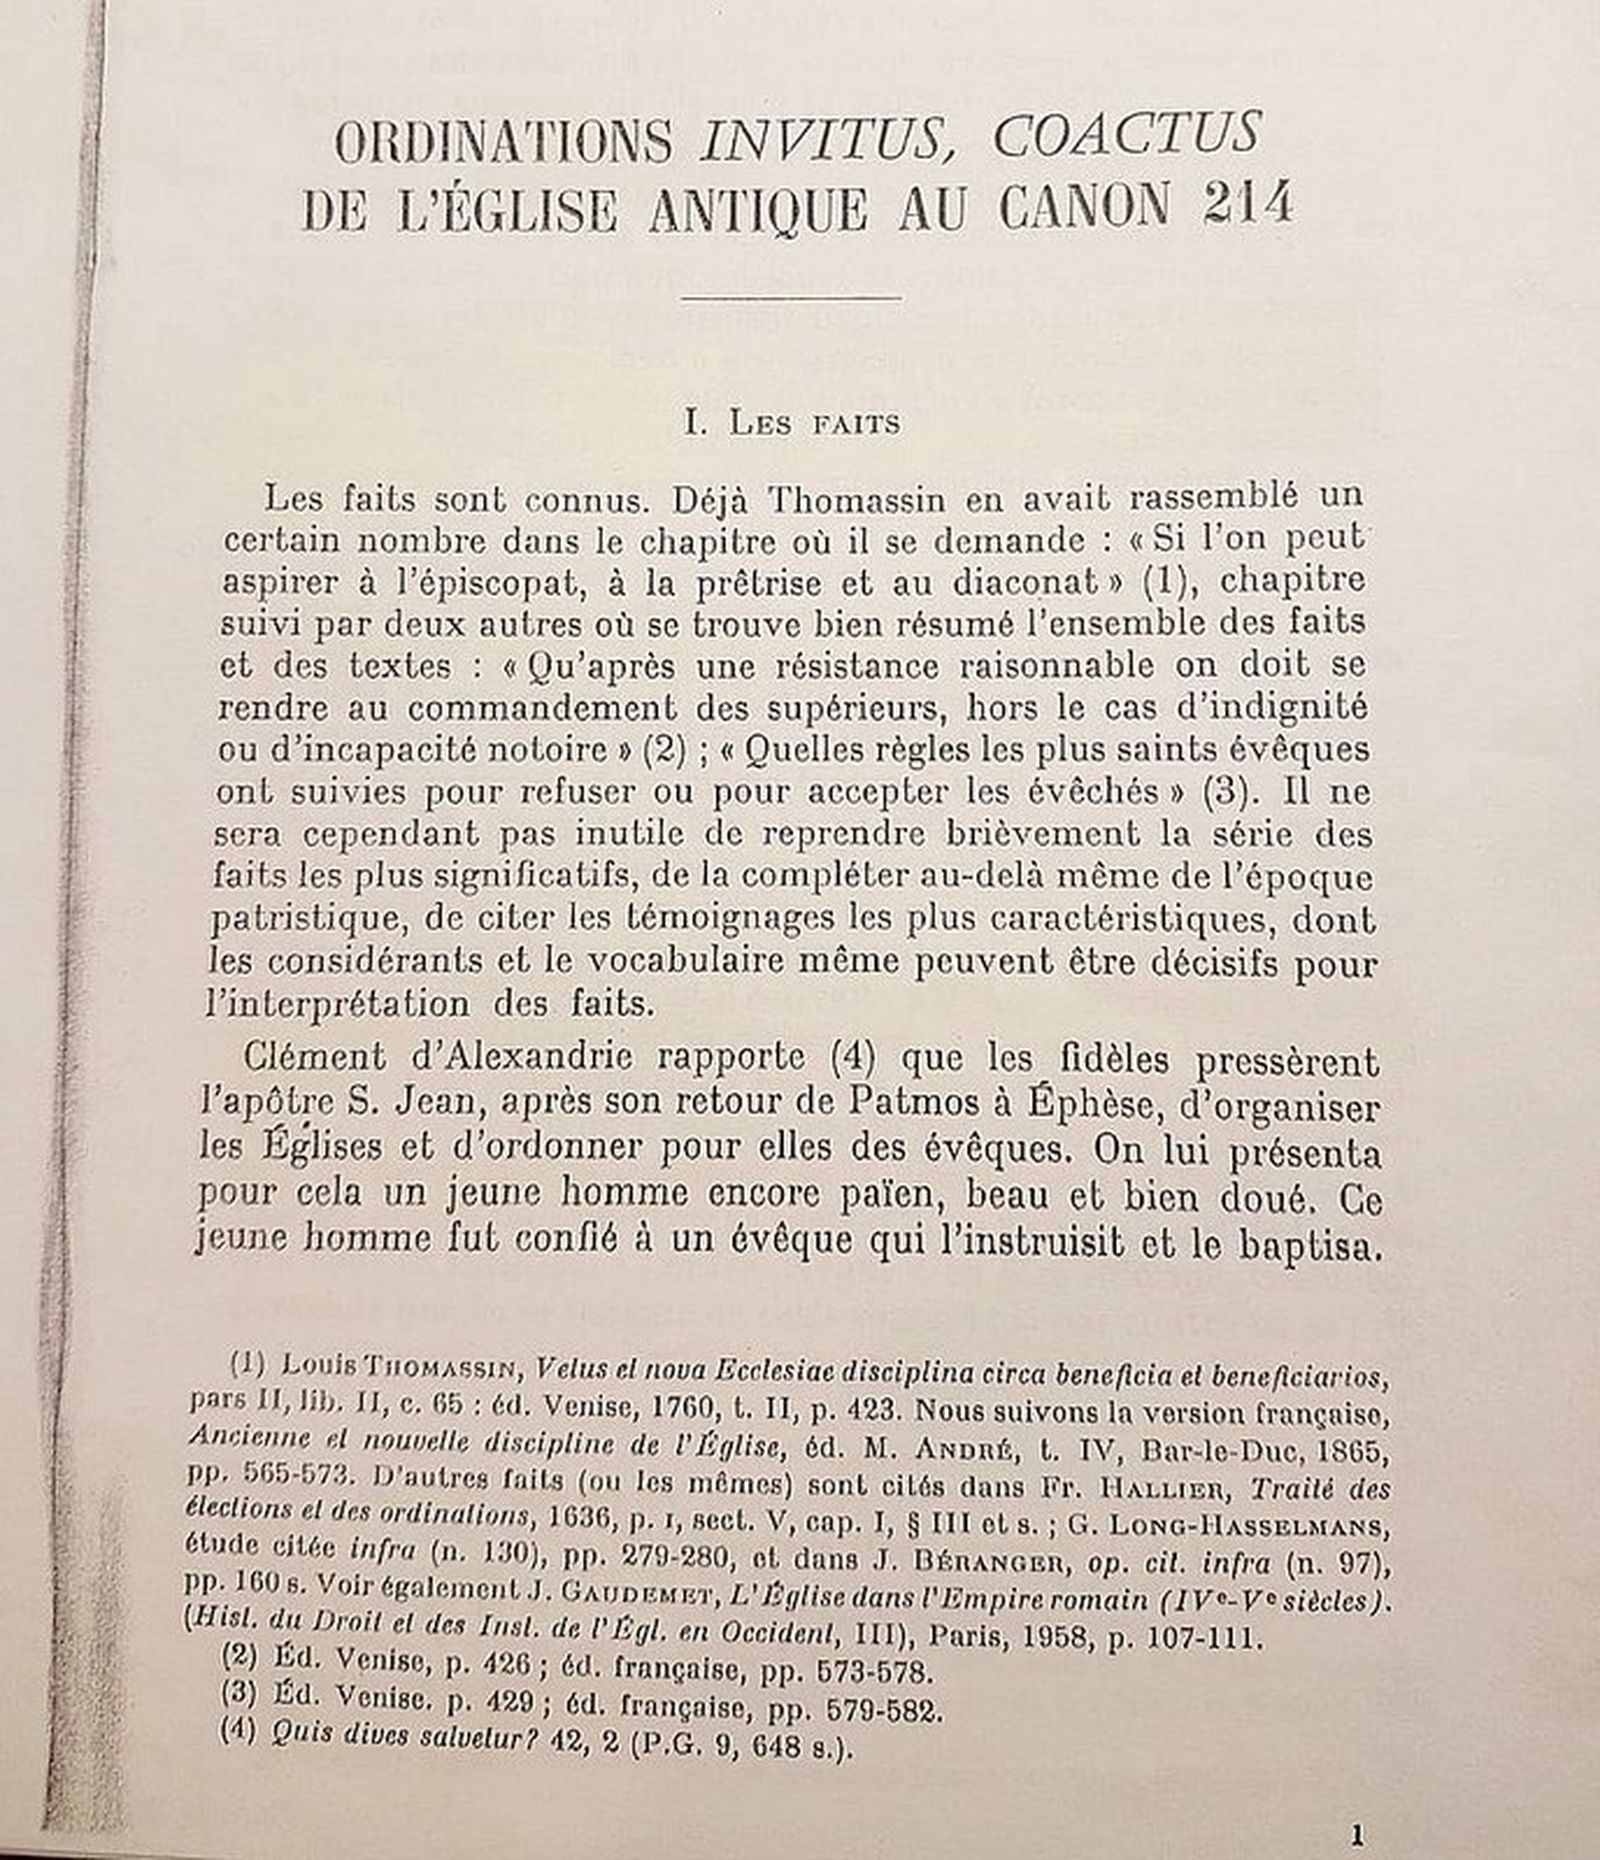 ORDINATIONS INVITUS, COACTUS
DE L'ÉGLISE ANTIQUE AU CANON 214
I. LES FAITS
Les faits sont connus. Déjà Thomassin en avait rassemblé un
certain nombre dans le chapitre où il se demande : « Si l'on peut
aspirer à l'épiscopat, à la prêtrise et au diaconat » (1), chapitre
suivi par deux autres où se trouve bien résumé l'ensemble des faits
et des textes : « Qu'après une résistance raisonnable on doit se
rendre au commandement des supérieurs, hors le cas d'indignité
ou d'incapacité notoire » (2) ; « Quelles règles les plus saints évêques
ont suivies pour refuser ou pour accepter les évêchés » (3). Il ne
sera cependant pas inutile de reprendre brièvement la série des
faits les plus significatifs, de la compléter au-delà même de l'époque
patristique, de citer les témoignages les plus caractéristiques, dont
les considérants et le vocabulaire même peuvent être décisifs pour
l'interprétation des faits.
Clément d'Alexandrie rapporte (4) que les fidèles pressèrent
l'apôtre S. Jean, après son retour de Patmos à Éphèse, d'organiser
les Églises et d'ordonner pour elles des évêques. On lui présenta
pour cela un jeune homme encore païen, beau et bien doué. Ce
jeune homme fut confié à un évêque qui l'instruisit et le baptisa.
(1) Louis THOMASSIN, Vetus et nova Ecclesiae disciplina circa beneficia et beneficiarios,
pars II, lib. II, c. 65 : éd. Venise, 1760, t. II, p. 423. Nous suivons la version française,
Ancienne et nouvelle discipline de l'Église, éd. M. ANDRÉ, t. IV, Bar-le-Duc, 1865,
pp. 565-573. D'autres faits (ou les mêmes) sont cités dans Fr. HALLIER, Traité des
élections et des ordinations, 1636, p. I, sect. V, cap. I, § III et s. ; G. LONG-HASSELMANS,
étude citée infra (n. 130), pp. 279-280, et dans J. BÉRANGER, op. cit. infra (n. 97),
pp. 160 s. Voir également J. GAUDEMET, L'Église dans l'Empire romain (IVe-Ve siècles).
(Hist. du Droit et des Inst. de l'Égl. en Occident, III), Paris, 1958, p. 107-111.
(2) Éd. Venise, p. 426 ; éd. française, pp. 573-578.
(3) Éd. Venise. p. 429 ; éd. française, pp. 579-582.
(4) Quis dives salvetur? 42, 2 (P.G. 9, 648 s.).
1